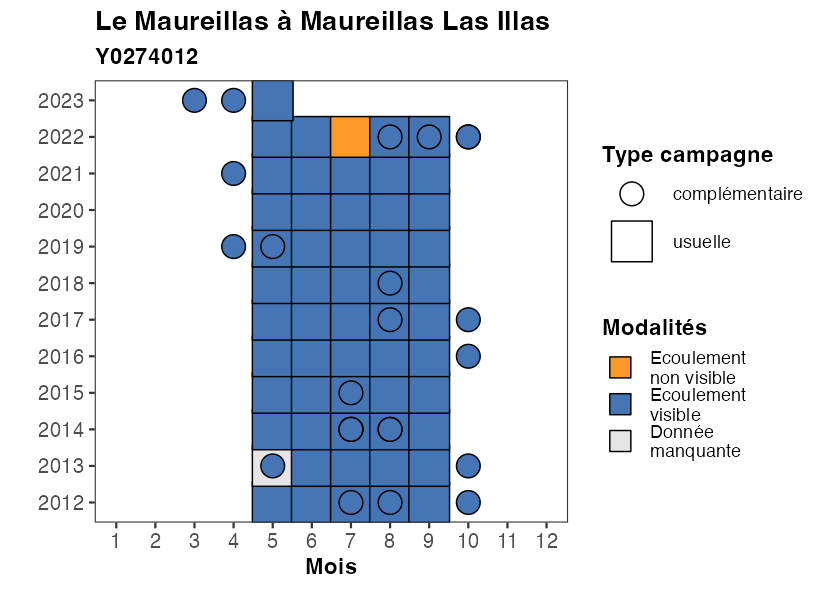 Le Maureillas à Maureillas Las Illas
Y0274012
2023
2022
2021
2020
2019
2018
2017
2016
2015
2014
2013
2012
1 2 3 4 5 6 7 8 9 10 11 12
Mois
Type campagne
complémentaire
usuelle
Modalités
Ecoulement
non visible
Ecoulement
visible
Donnée
manquante